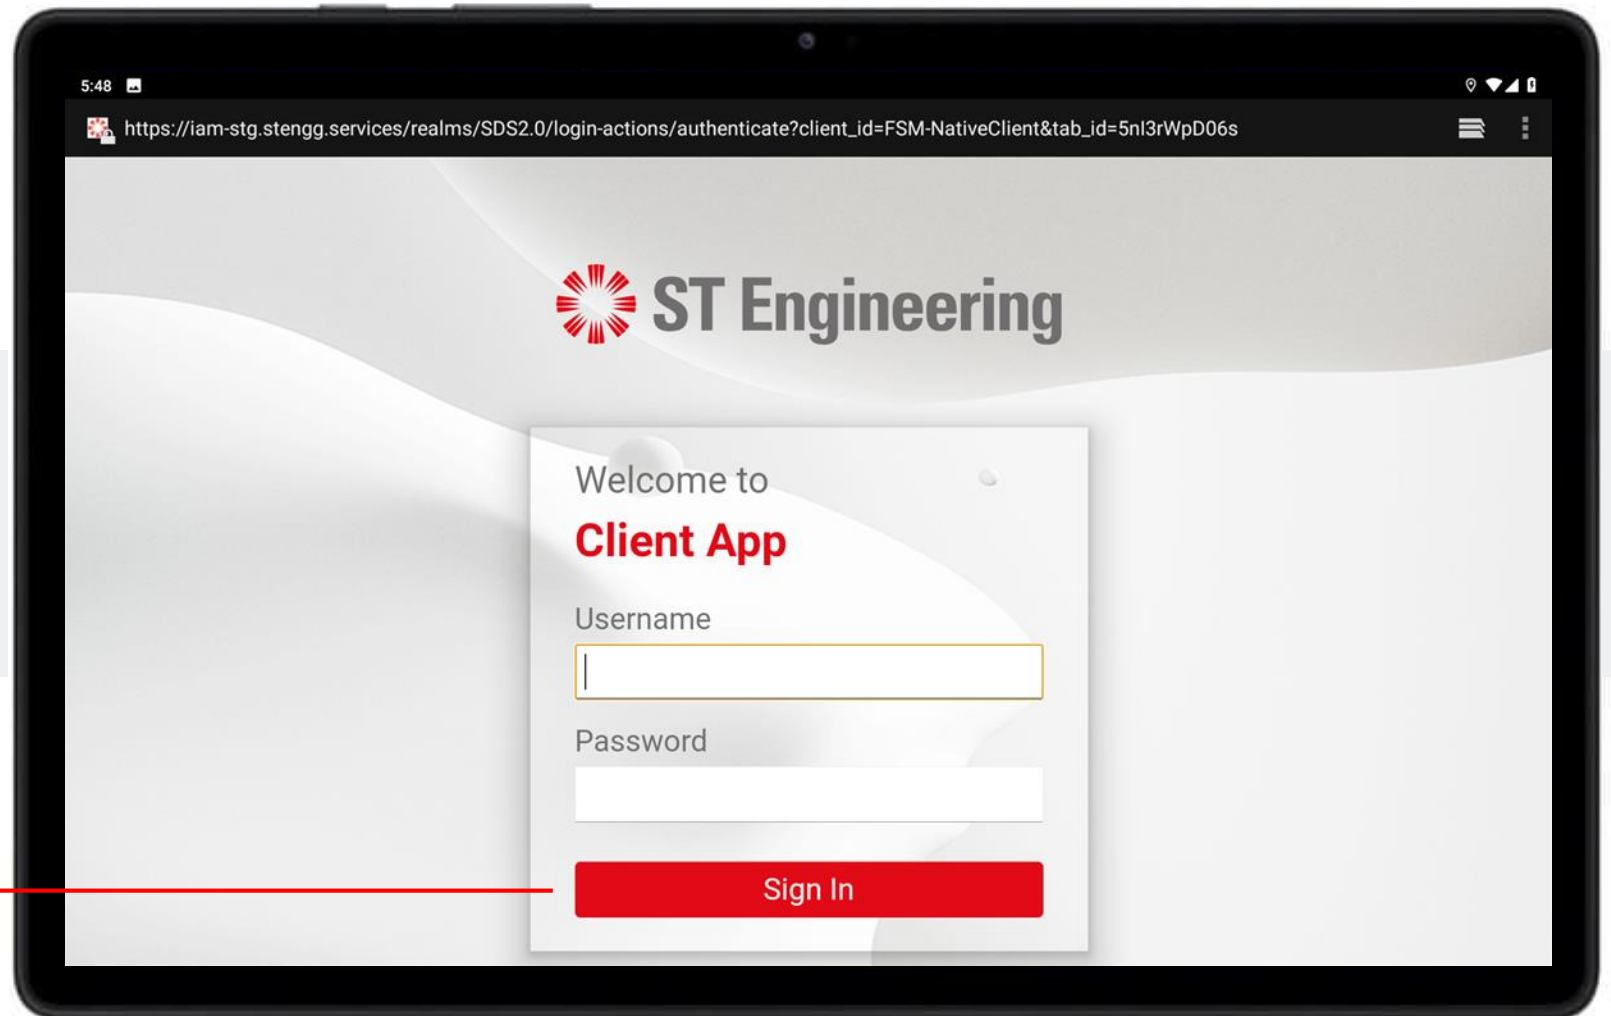 5:48
https://iam-stg.stengg.services/realms/SDS2.0/login-actions/authenticate?client_id=FSM-NativeClient&tab_id=5nI3rWpD06s
ST Engineering
Welcome to
Client App
Username
Password
Sign In